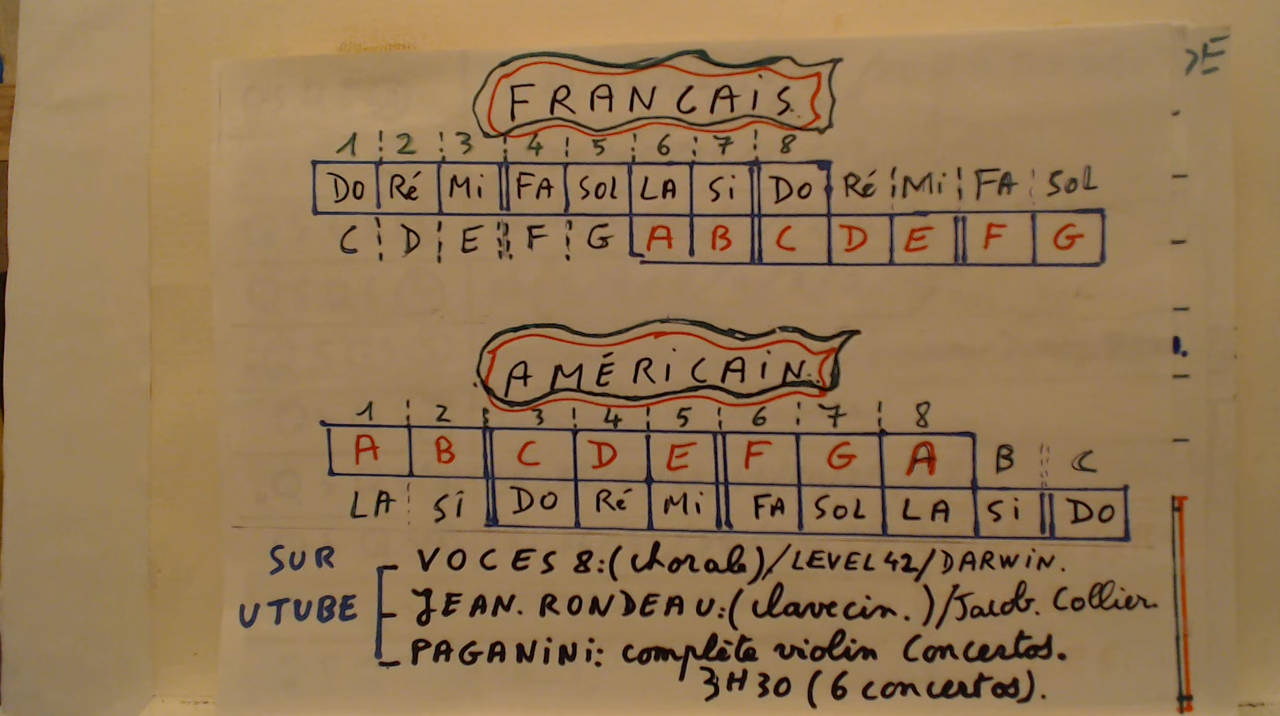 FRANCAIS.
1 2 3 4 5 6 7 8
DO Ré Mi FA SOL LA Si DO Ré Mi FA SOL
C D E F G A B C D E F G
AMÉRICAIN.
1 2 3 4 5 6 7 8
A B C D E F G A B C
LA Si DO Ré Mi FA SOL LA Si DO
SUR UTUBE
VOCES 8:(chorale)/LEVEL42/DARWIN.
JEAN. RONDEAU:(clavecin.)/Jacob. Collier.
PAGANINI: complète violin Concertos.
3H30 (6 concertos).